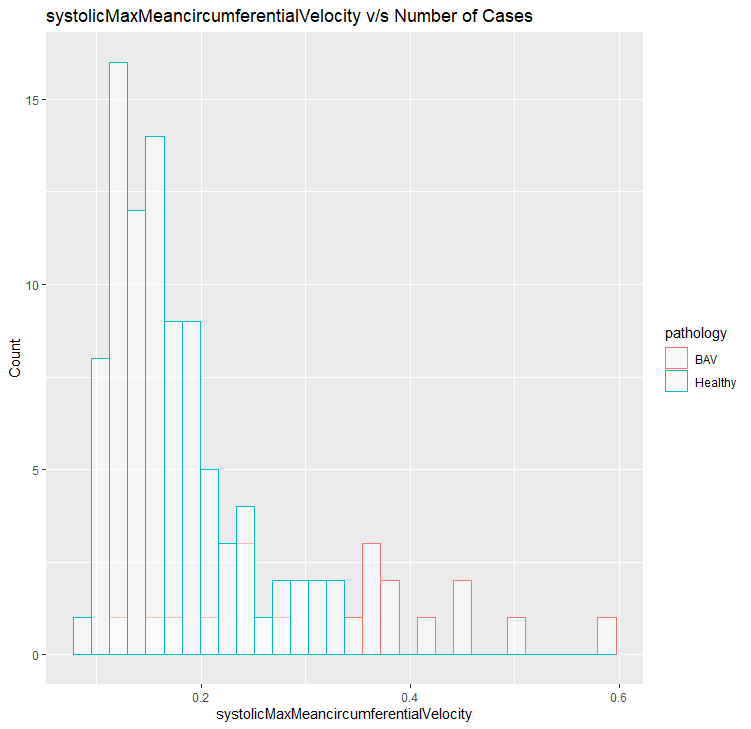 systolicMaxMeancircumferentialVelocity v/s Number of Cases
15
10
5
0
Count
0.2
0.4
0.6
systolicMaxMeancircumferentialVelocity
pathology
BAV
Healthy